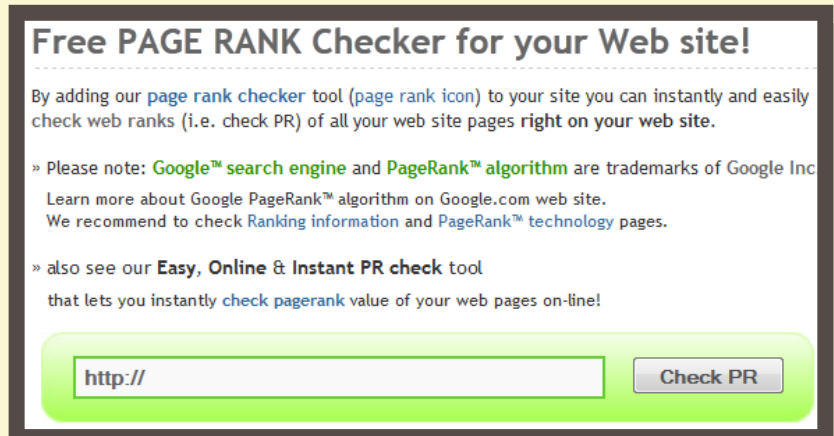 Free PAGE RANK Checker for your Web site!
By adding our page rank checker tool (page rank icon) to your site you can instantly and easily
check web ranks (i.e. check PR) of all your web site pages right on your web site.
» Please note: Google™ search engine and PageRank™ algorithm are trademarks of Google Inc.
Learn more about Google PageRank™ algorithm on Google.com web site.
We recommend to check Ranking information and PageRank™ technology pages.
» also see our Easy, Online & Instant PR check tool
that lets you instantly check pagerank value of your web pages on-line!
http:// Check PR